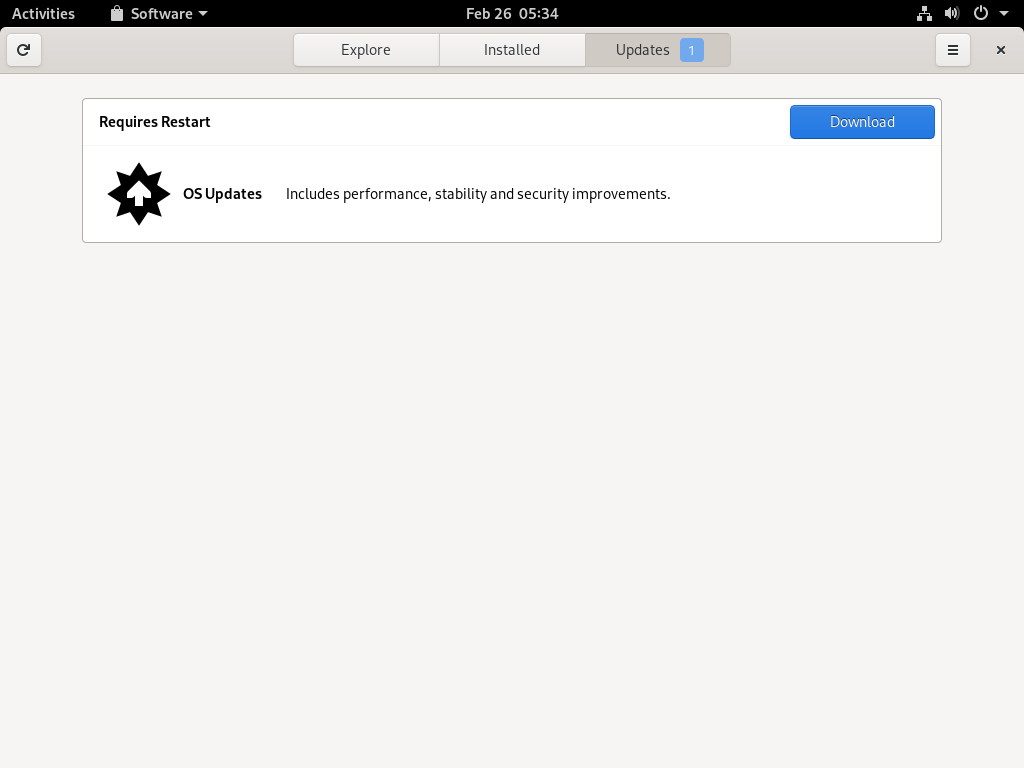 Activities Software Feb 26 05:34
Explore Installed Updates 1
Requires Restart Download
OS Updates Includes performance, stability and security improvements.